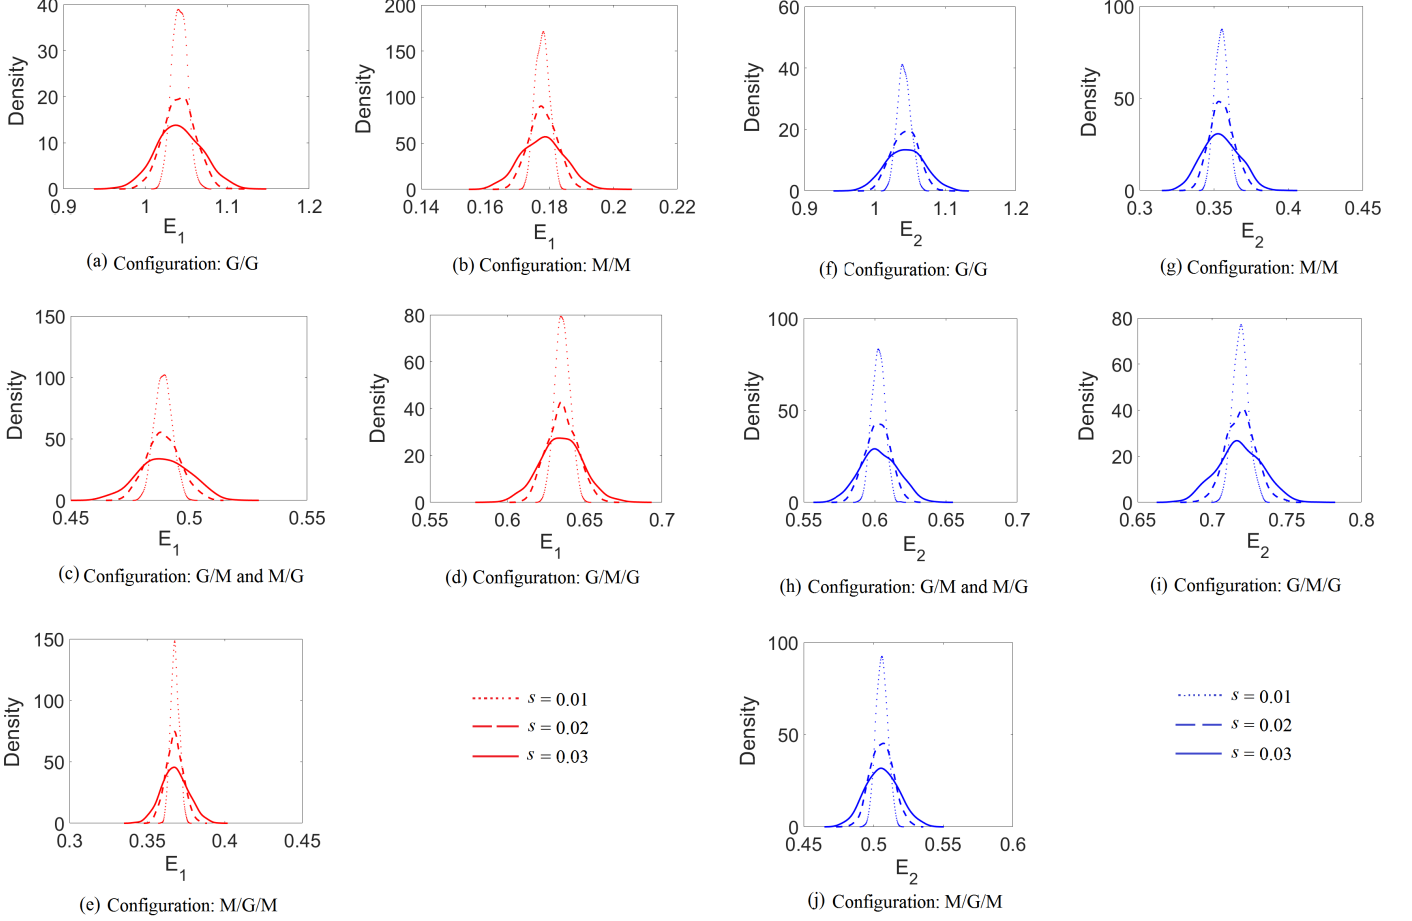 40
30
20
10
0
Density
0.9 1 1.1 1.2
E1
(a) Configuration: G/G
200
150
100
50
0
Density
0.14 0.16 0.18 0.2 0.22
E1
(b) Configuration: M/M
60
40
20
0
Density
0.9 1 1.1 1.2
E2
(f) Configuration: G/G
100
50
0
Density
0.3 0.35 0.4 0.45
E2
(g) Configuration: M/M
150
100
50
0
Density
0.45 0.5 0.55
E1
(c) Configuration: G/M and M/G
80
60
40
20
0
Density
0.55 0.6 0.65 0.7
E1
(d) Configuration: G/M/G
100
50
0
Density
0.55 0.6 0.65 0.7
E2
(h) Configuration: G/M and M/G
80
60
40
20
0
Density
0.65 0.7 0.75 0.8
E2
(i) Configuration: G/M/G
150
100
50
0
Density
0.3 0.35 0.4 0.45
E1
(e) Configuration: M/G/M
s = 0.01
s = 0.02
s = 0.03
100
50
0
Density
0.45 0.5 0.55 0.6
E2
(j) Configuration: M/G/M
s = 0.01
s = 0.02
s = 0.03